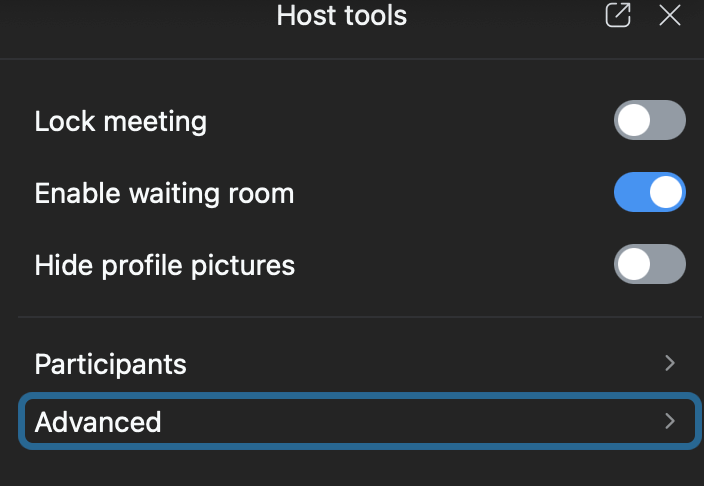 Host tools
Lock meeting
Enable waiting room
Hide profile pictures
Participants
Advanced